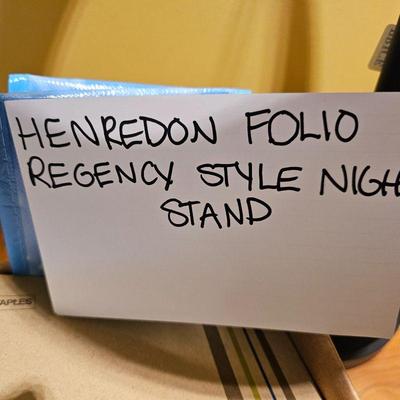 HENREDON FOLIO
REGENCY STYLE NIGH
STAND